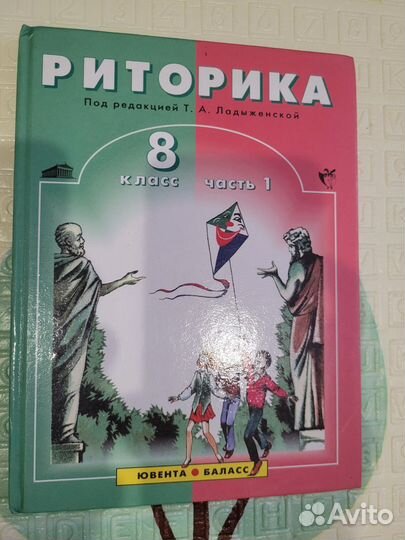 РИТОРИКА
Под редакцией Т. А. Ладыженской
8
класс часть 1
ЮВЕНТА • БАЛАСС
Avito